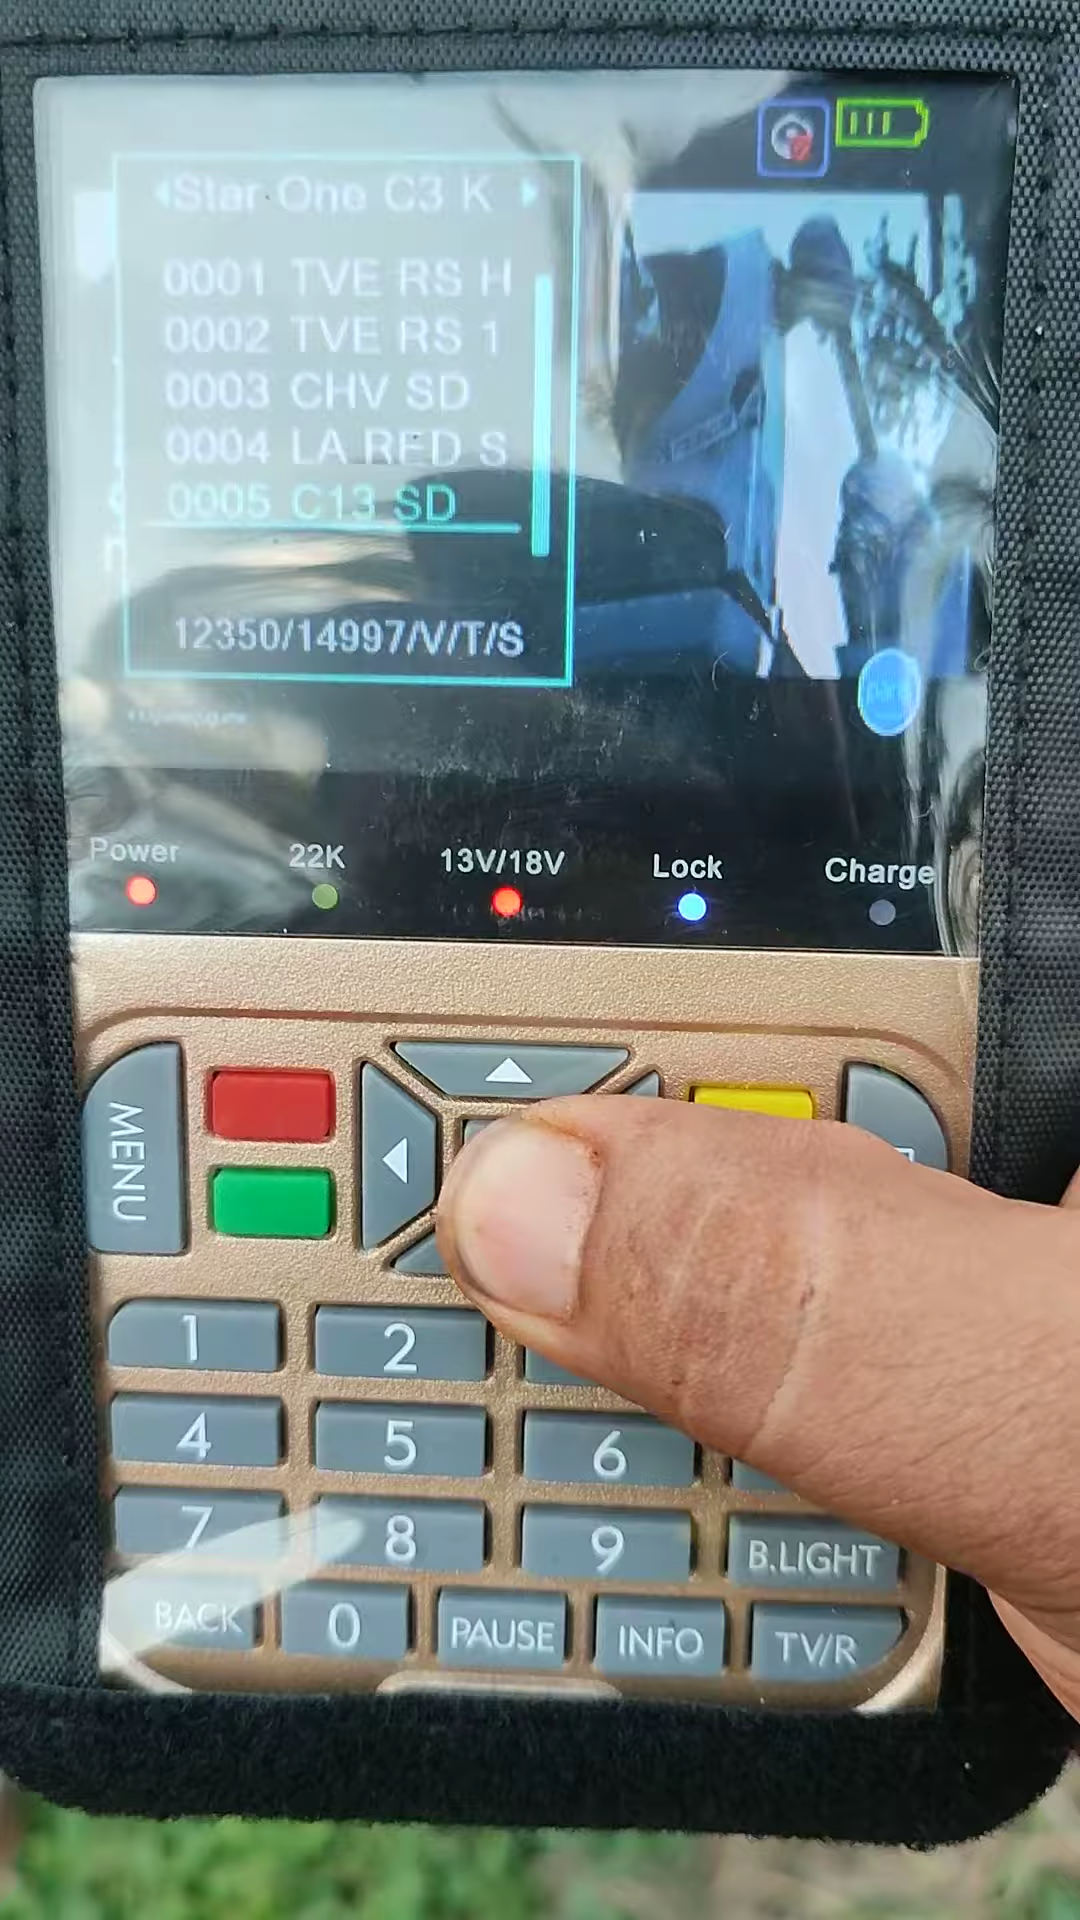 Star One C3 K
0001 TVE RS H
0002 TVE RS 1
0003 CHV SD
0004 LA RED S
0005 C13 SD
12350/14997/V/T/S
Power
22K
13V/18V
Lock
Charge
MENU
1
2
4
5
6
7
8
9
B.LIGHT
BACK
0
PAUSE
INFO
TV/R